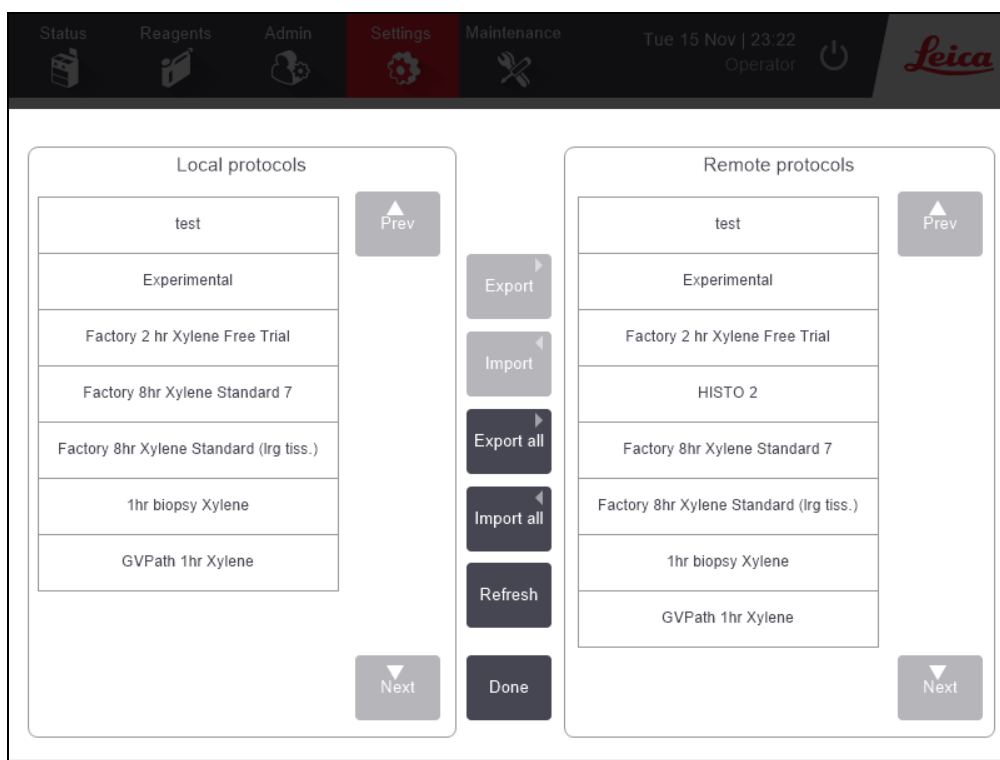 Status Reagents Admin Settings Maintenance Tue 15 Nov | 23:22
Operator
Leica
Local protocols
test
Experimental
Factory 2 hr Xylene Free Trial
Factory 8hr Xylene Standard 7
Factory 8hr Xylene Standard (lrg tiss.)
1hr biopsy Xylene
GVPath 1hr Xylene
Prev
Next
Export
Import
Export all
Import all
Refresh
Done
Remote protocols
test
Experimental
Factory 2 hr Xylene Free Trial
HISTO 2
Factory 8hr Xylene Standard 7
Factory 8hr Xylene Standard (lrg tiss.)
1hr biopsy Xylene
GVPath 1hr Xylene
Prev
Next